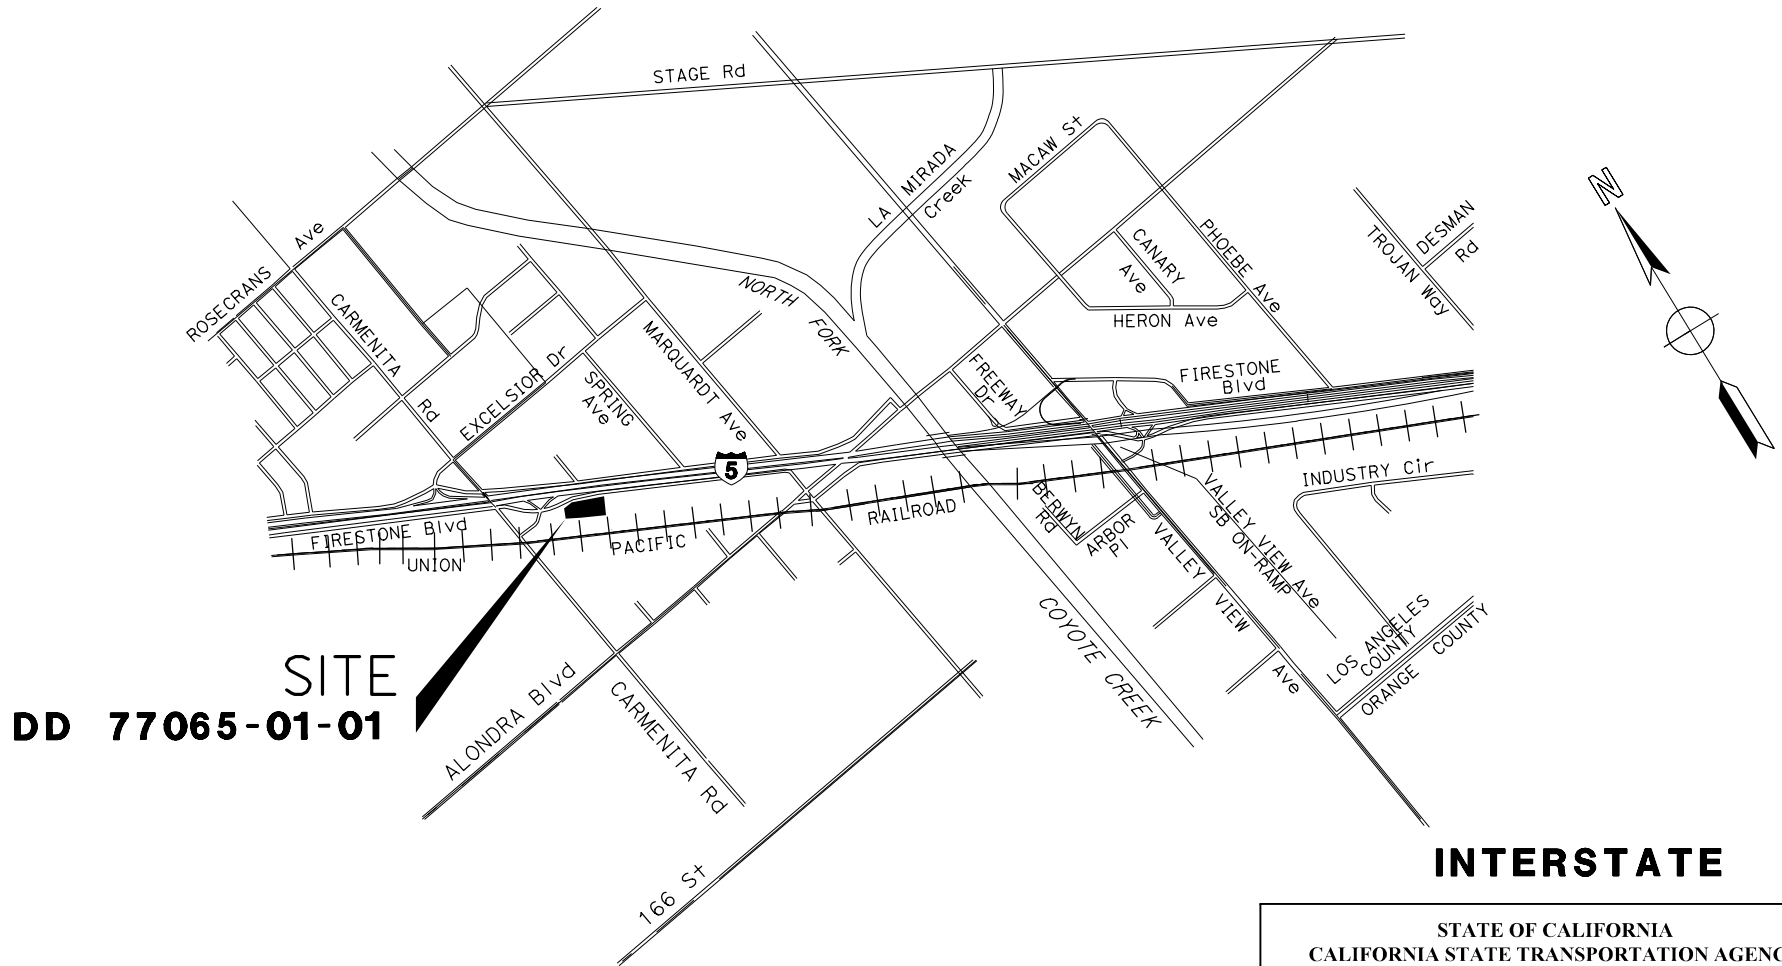 STAGE Rd
MACAW St
LA MIRADA
Creek
N
ROSECRANS Ave
CANARY
Ave
PHOEBE Ave
TROJAN Way
DESMAN
Rd
CARMENITA Rd
NORTH FORK
HERON Ave
EXCELSIOR Dr
SPRING
Ave
MARQUARDT Ave
FREEWAY
Dr
FIRESTONE
Blvd
5
INDUSTRY Cir
FIRESTONE Blvd
UNION PACIFIC RAILROAD
BERWYN
Rd
ARBOR
Pl
VALLEY VIEW Ave
VALLEY VIEW Ave
SB ON-RAMP
COYOTE CREEK
LOS ANGELES
COUNTY
ORANGE COUNTY
SITE
DD 77065-01-01
ALONDRA Blvd
CARMENITA Rd
166 St
INTERSTATE
STATE OF CALIFORNIA
CALIFORNIA STATE TRANSPORTATION AGENC